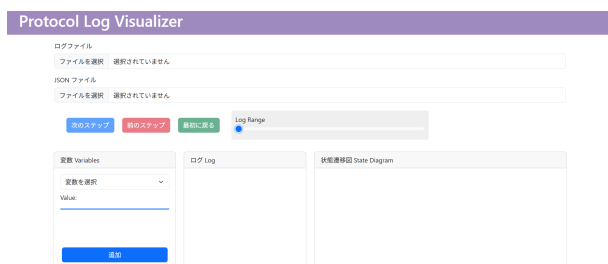 Protocol Log Visualizer
ログファイル
ファイルを選択 選択されていません
JSON ファイル
ファイルを選択 選択されていません
次のステップ 前のステップ 最初に戻る Log Range
変数 Variables ログ Log 状態遷移図 State Diagram
変数を選択
Value:
追加